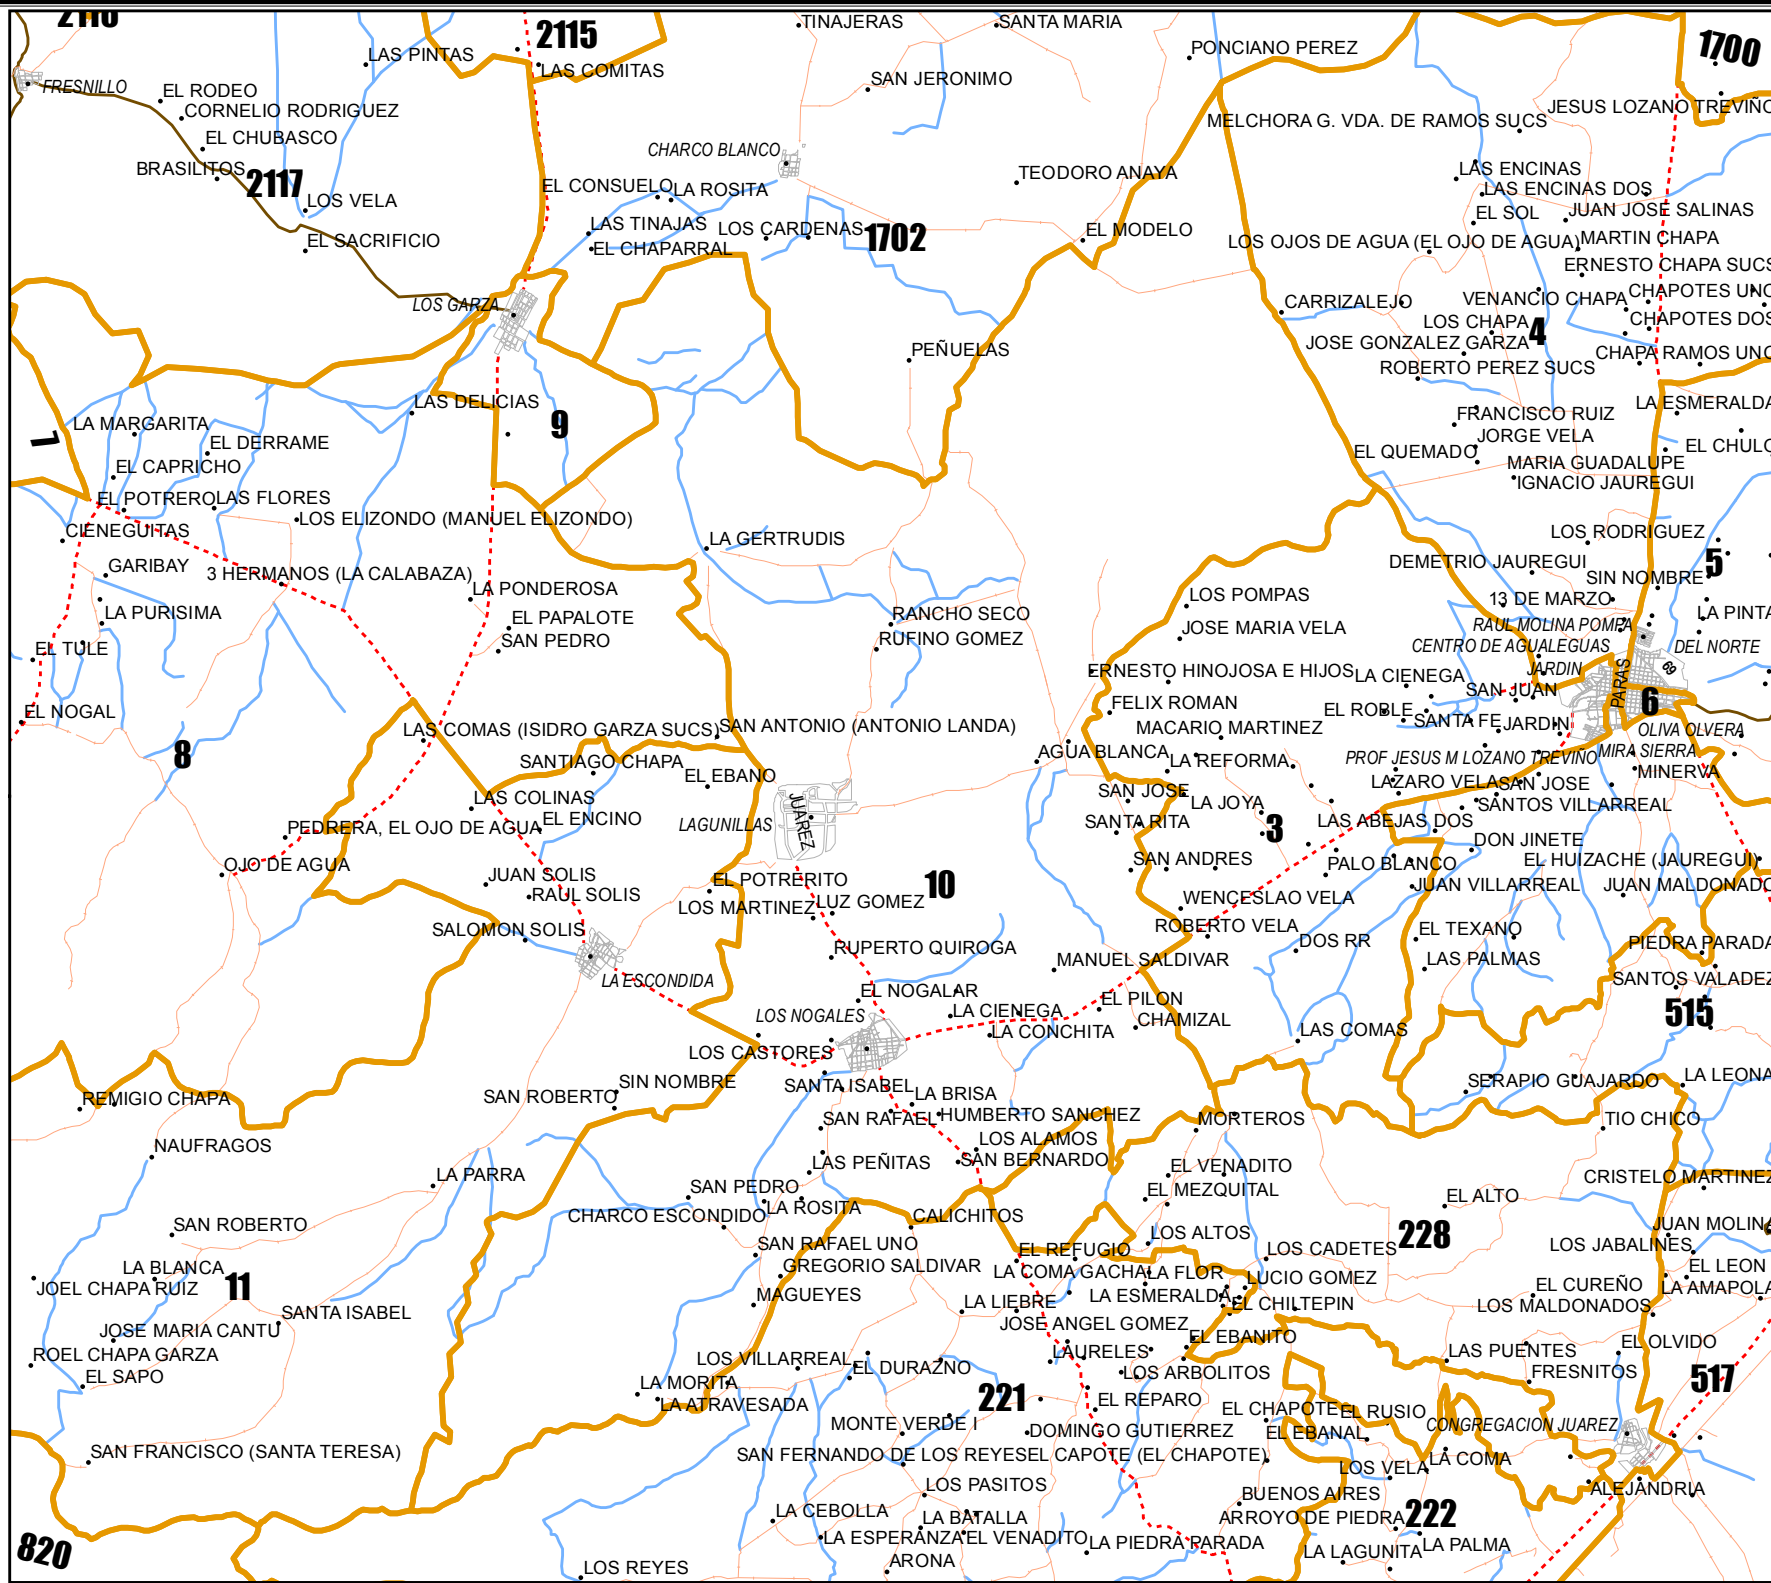 2115
1700
TINAJERAS
SANTA MARIA
PONCIANO PEREZ
LAS PINTAS
LAS COMITAS
SAN JERONIMO
FRESNILLO
EL RODEO
CORNELIO RODRIGUEZ
EL CHUBASCO
BRASILITOS
2117
LOS VELA
EL SACRIFICIO
CHARCO BLANCO
EL CONSUELO
LA ROSITA
LAS TINAJAS
LOS CARDENAS
EL CHAPARRAL
1702
TEODORO ANAYA
EL MODELO
JESUS LOZANO TREVIÑO
MELCHORA G. VDA. DE RAMOS SUCS
LAS ENCINAS
LAS ENCINAS DOS
EL SOL
JUAN JOSE SALINAS
LOS OJOS DE AGUA (EL OJO DE AGUA)
MARTIN CHAPA
ERNESTO CHAPA SUCS
CARRIZALEJO
VENANCIO CHAPA
CHAPOTES UNO
LOS CHAPA
4
CHAPOTES DOS
JOSE GONZALEZ GARZA
CHAPA RAMOS UNO
ROBERTO PEREZ SUCS
LOS GARZA
PEÑUELAS
LAS DELICIAS
9
FRANCISCO RUIZ
LA ESMERALDA
JORGE VELA
EL QUEMADO
MARIA GUADALUPE
IGNACIO JAUREGUI
7
LA MARGARITA
EL DERRAME
EL CAPRICHO
EL POTRERO
LAS FLORES
LOS ELIZONDO (MANUEL ELIZONDO)
CIENEGUITAS
GARIBAY
3 HERMANOS (LA CALABAZA)
LA PURISIMA
EL TULE
EL NOGAL
8
LA PONDEROSA
EL PAPALOTE
SAN PEDRO
LA GERTRUDIS
RANCHO SECO
RUFINO GOMEZ
LOS RODRIGUEZ
5
DEMETRIO JAUREGUI
SIN NOMBRE
13 DE MARZO
LA PINTA
RAUL MOLINA POMPA
CENTRO DE AGUALEGUAS
DEL NORTE
JARDIN
PARAS
69
6
LOS POMPAS
JOSE MARIA VELA
ERNESTO HINOJOSA E HIJOS
LA CIENEGA
SAN JUAN
FELIX ROMAN
EL ROBLE
SANTA FE
JARDIN
MACARIO MARTINEZ
OLIVA OLVERA
AGUA BLANCA
LA REFORMA
PROF JESUS M LOZANO TREVIÑO
MIRA SIERRA
MINERVA
LAZARO VELA
SAN JOSE
SANTOS VILLARREAL
SAN JOSE
LA JOYA
SANTA RITA
3
LAS ABEJAS DOS
DON JINETE
SAN ANDRES
PALO BLANCO
EL HUIZACHE (JAUREGUI)
JUAN VILLARREAL
JUAN MALDONADO
WENCESLAO VELA
ROBERTO VELA
DOS RR
EL TEXANO
LAS PALMAS
PIEDRA PARADA
SANTOS VALADEZ
515
LAS COMAS (ISIDRO GARZA SUCS)
SAN ANTONIO (ANTONIO LANDA)
SANTIAGO CHAPA
EL EBANO
LAS COLINAS
EL ENCINO
PEDRERA, EL OJO DE AGUA
LAGUNILLAS
JUAREZ
OJO DE AGUA
JUAN SOLIS
RAUL SOLIS
SALOMON SOLIS
LA ESCONDIDA
EL POTRERITO
LOS MARTINEZ
LUZ GOMEZ
10
RUPERTO QUIROGA
MANUEL SALDIVAR
EL NOGALAR
EL PILON
LA CIENEGA
CHAMIZAL
LOS NOGALES
LA CONCHITA
LAS COMAS
LOS CASTORES
SANTA ISABEL
LA BRISA
SERAPIO GUAJARDO
LA LEONA
SIN NOMBRE
SAN ROBERTO
SAN RAFAEL
HUMBERTO SANCHEZ
MORTEROS
TIO CHICO
LOS ALAMOS
SAN BERNARDO
LAS PEÑITAS
REMIGIO CHAPA
NAUFRAGOS
LA PARRA
SAN ROBERTO
LA BLANCA
JOEL CHAPA RUIZ
11
SANTA ISABEL
JOSE MARIA CANTU
ROEL CHAPA GARZA
EL SAPO
SAN FRANCISCO (SANTA TERESA)
820
SAN PEDRO
LA ROSITA
CHARCO ESCONDIDO
CALICHITOS
SAN RAFAEL UNO
GREGORIO SALDIVAR
MAGUEYES
EL VENADITO
EL MEZQUITAL
CRISTELO MARTINEZ
EL ALTO
228
LOS ALTOS
LOS CADETES
JUAN MOLINA
LOS JABALINES
EL REFUGIO
LA COMA GACHA
LA FLOR
LUCIO GOMEZ
EL LEON
EL CUREÑO
LA AMAPOLA
LA LIEBRE
LA ESMERALDA
EL CHILTEPIN
LOS MALDONADOS
JOSE ANGEL GOMEZ
EL EBANITO
EL OLVIDO
LAURELES
LOS ARBOLITOS
LAS PUENTES
FRESNITOS
517
LOS VILLARREAL
EL DURAZNO
LA MORITA
LA ATRAVESADA
221
EL REPARO
MONTE VERDE I
DOMINGO GUTIERREZ
EL CHAPOTE
EL RUSIO
CONGREGACION JUAREZ
EL EBANAL
SAN FERNANDO DE LOS REYES
EL CAPOTE (EL CHAPOTE)
LOS VELA
LA COMA
LOS PASITOS
BUENOS AIRES
ALEJANDRIA
LA CEBOLLA
LA BATALLA
ARROYO DE PIEDRA
222
LA ESPERANZA
EL VENADITO
LA PIEDRA PARADA
LA PALMA
LA LAGUNITA
ARONA
LOS REYES